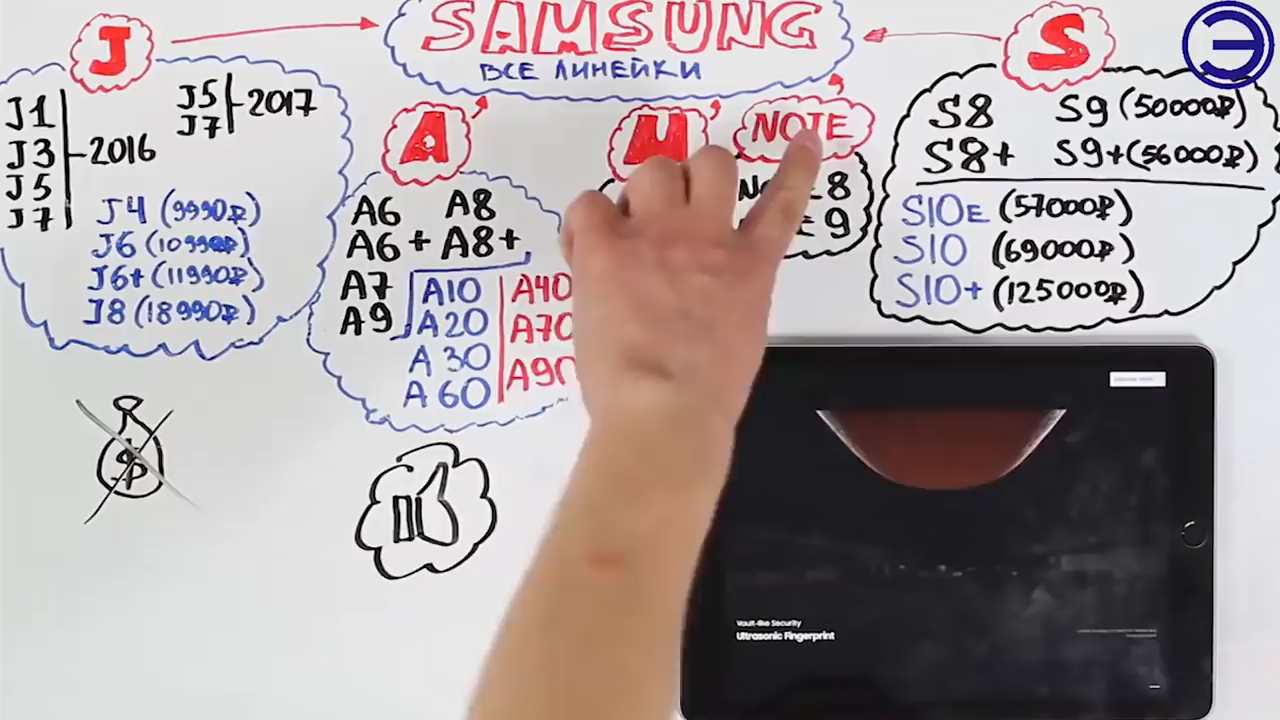 SAMSUNG
ВСЕ ЛИНЕЙКИ
J
J1
J3
J5
J7
2016
J5
J7
2017
J4 (9990₽)
J6 (10990₽)
J6+ (11990₽)
J8 (18990₽)
A
A6 A8
A6+ A8+
A7
A9
A10
A20
A30
A60
A40
A70
M
NOTE
8
9
S
S8 S9 (50000₽)
S8+ S9+ (56000₽)
S10E (57000₽)
S10 (69000₽)
S10+ (125000₽)
$
Э
Vault-like Security
Ultrasonic Fingerprint